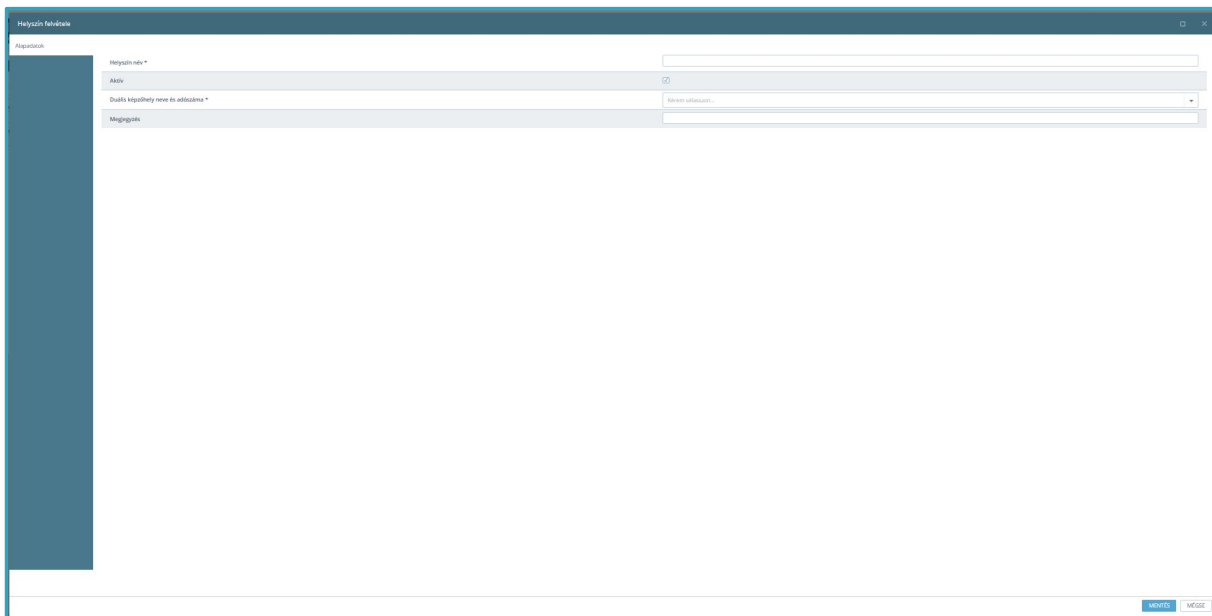 Helyszín felvétele
Alapadatok
Helyszín név *
Aktív
Duális képzőhely neve és adószáma *
Kérem válasszon...
Megjegyzés
MENTÉS MÉGSE